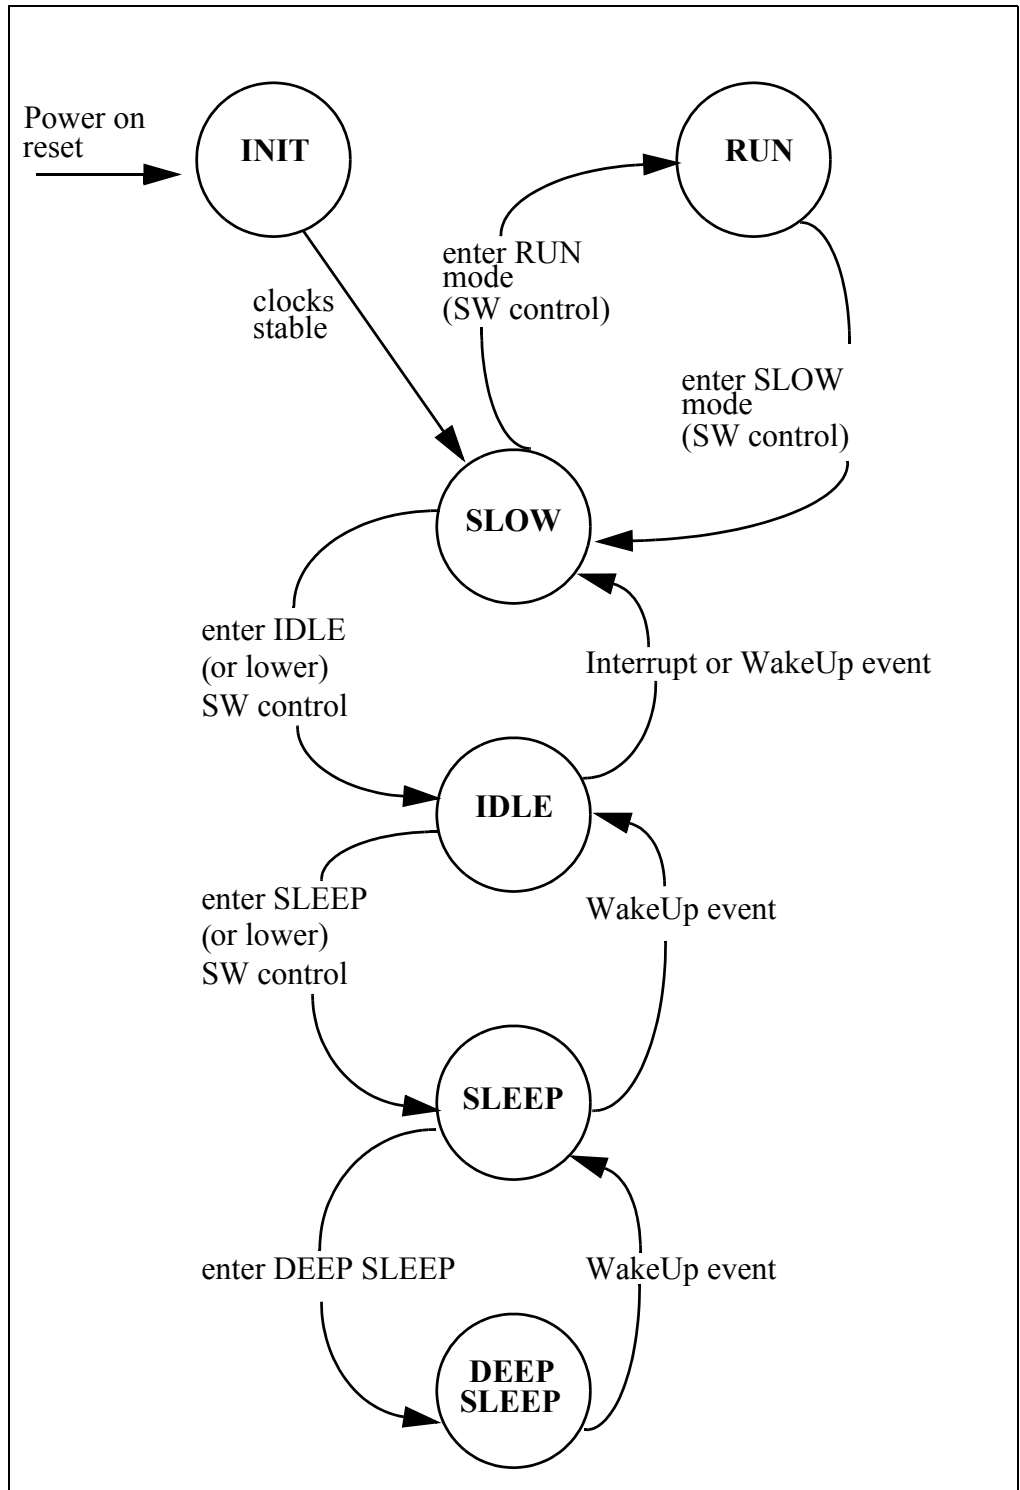 Power on
reset
INIT
RUN
enter RUN
mode
(SW control)
clocks
stable
enter SLOW
mode
(SW control)
SLOW
enter IDLE
(or lower)
SW control
Interrupt or WakeUp event
IDLE
enter SLEEP
(or lower)
SW control
WakeUp event
SLEEP
enter DEEP SLEEP
WakeUp event
DEEP
SLEEP